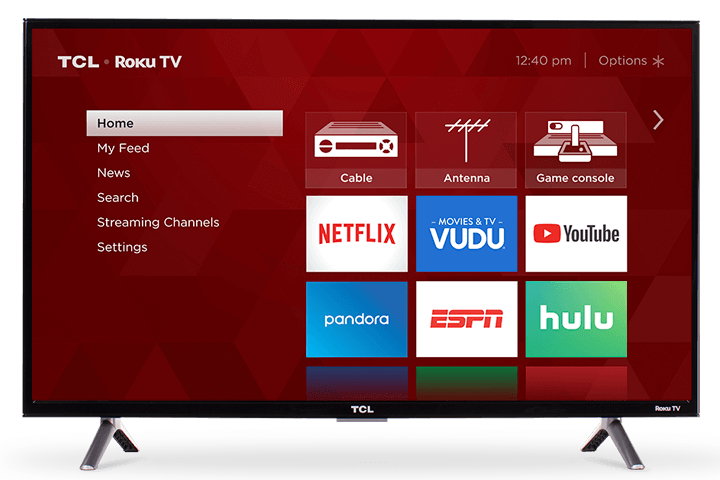 TCL • Roku TV
12:40 pm | Options
Home
My Feed
News
Search
Streaming Channels
Settings
Cable
Antenna
Game console
NETFLIX
– MOVIES & TV –
VUDU
YouTube
pandora
ESPN
hulu
TCL
Roku TV